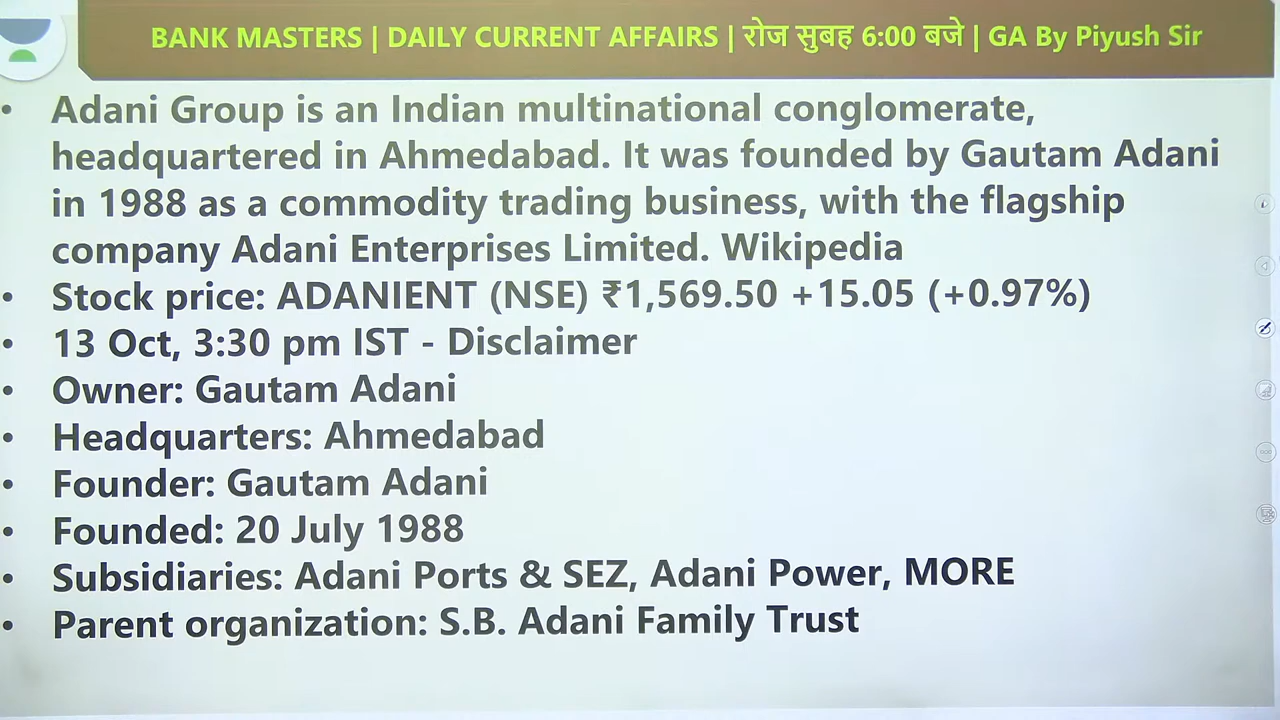 BANK MASTERS | DAILY CURRENT AFFAIRS | रोज सुबह 6:00 बजे | GA By Piyush Sir
• Adani Group is an Indian multinational conglomerate,
headquartered in Ahmedabad. It was founded by Gautam Adani
in 1988 as a commodity trading business, with the flagship
company Adani Enterprises Limited. Wikipedia
• Stock price: ADANIENT (NSE) ₹1,569.50 +15.05 (+0.97%)
• 13 Oct, 3:30 pm IST - Disclaimer
• Owner: Gautam Adani
• Headquarters: Ahmedabad
• Founder: Gautam Adani
• Founded: 20 July 1988
• Subsidiaries: Adani Ports & SEZ, Adani Power, MORE
• Parent organization: S.B. Adani Family Trust